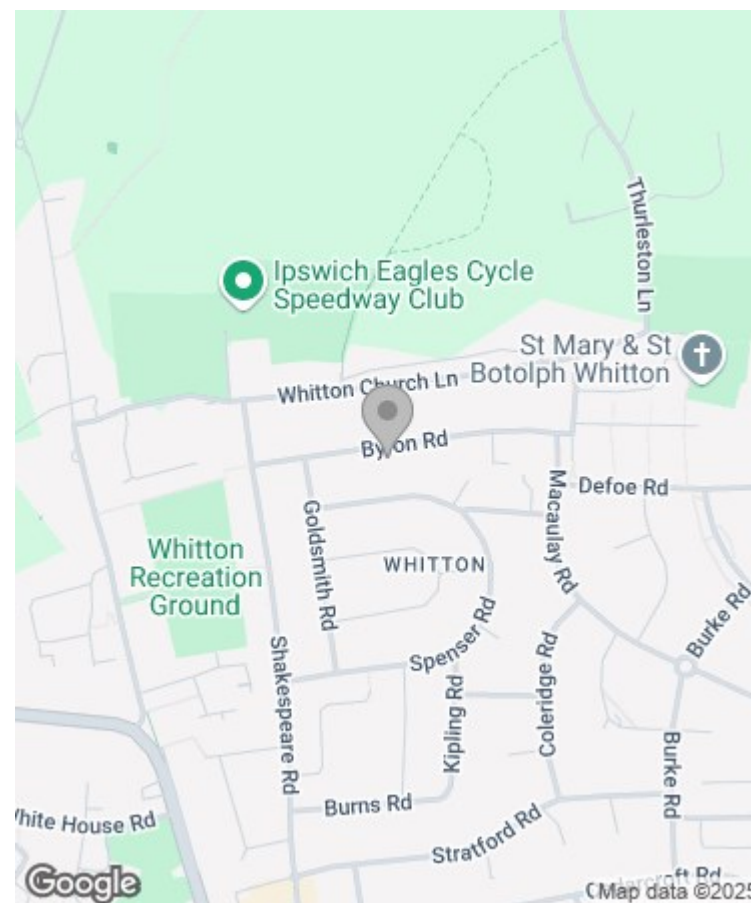 Thurleston Ln
Ipswich Eagles Cycle
Speedway Club
St Mary & St
Botolph Whitton
Whitton Church Ln
Byron Rd
Defoe Rd
Macaulay Rd
Goldsmith Rd
Whitton
Recreation
Ground
WHITTON
Burke Rd
Spenser Rd
Shakespeare Rd
Kipling Rd
Coleridge Rd
Burke Rd
White House Rd
Burns Rd
Stratford Rd
Google
Map data ©2025